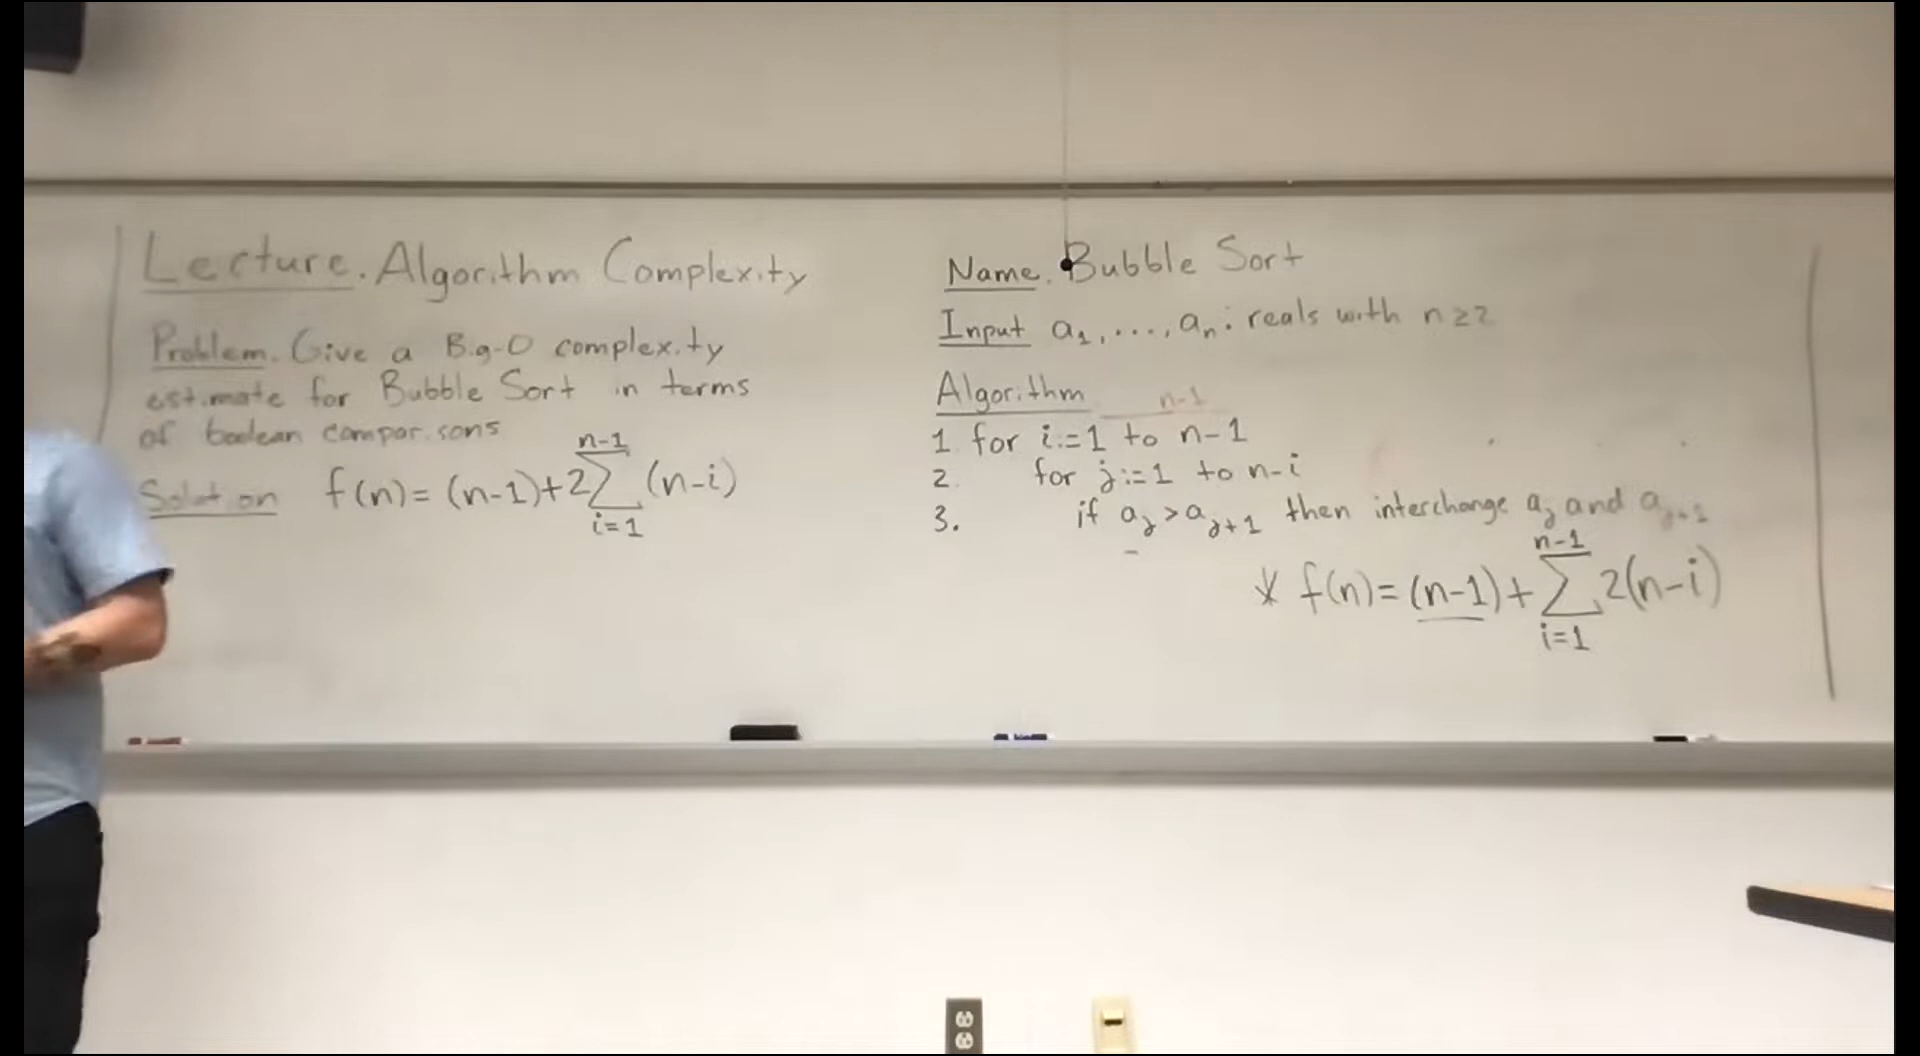 Lecture. Algorithm Complexity
Problem. Give a Big-O complexity
estimate for Bubble Sort in terms
of boolean comparisons
Solution f(n) = (n-1) + 2 ∑_{i=1}^{n-1} (n-i)
Name. Bubble Sort
Input a₁, ..., aₙ: reals with n ≥ 2
Algorithm
n-1
1. for i := 1 to n-1
2. for j := 1 to n-i
3. if aⱼ > aⱼ₊₁ then interchange aⱼ and aⱼ₊₁
* f(n) = (n-1) + ∑_{i=1}^{n-1} 2(n-i)